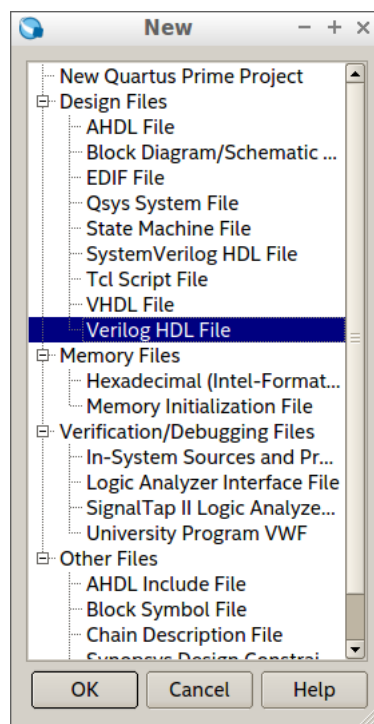 New
New Quartus Prime Project
Design Files
AHDL File
Block Diagram/Schematic ...
EDIF File
Qsys System File
State Machine File
SystemVerilog HDL File
Tcl Script File
VHDL File
Verilog HDL File
Memory Files
Hexadecimal (Intel-Format...
Memory Initialization File
Verification/Debugging Files
In-System Sources and Pr...
Logic Analyzer Interface File
SignalTap II Logic Analyze...
University Program VWF
Other Files
AHDL Include File
Block Symbol File
Chain Description File
Synopsys Design Constrai...
OK Cancel Help